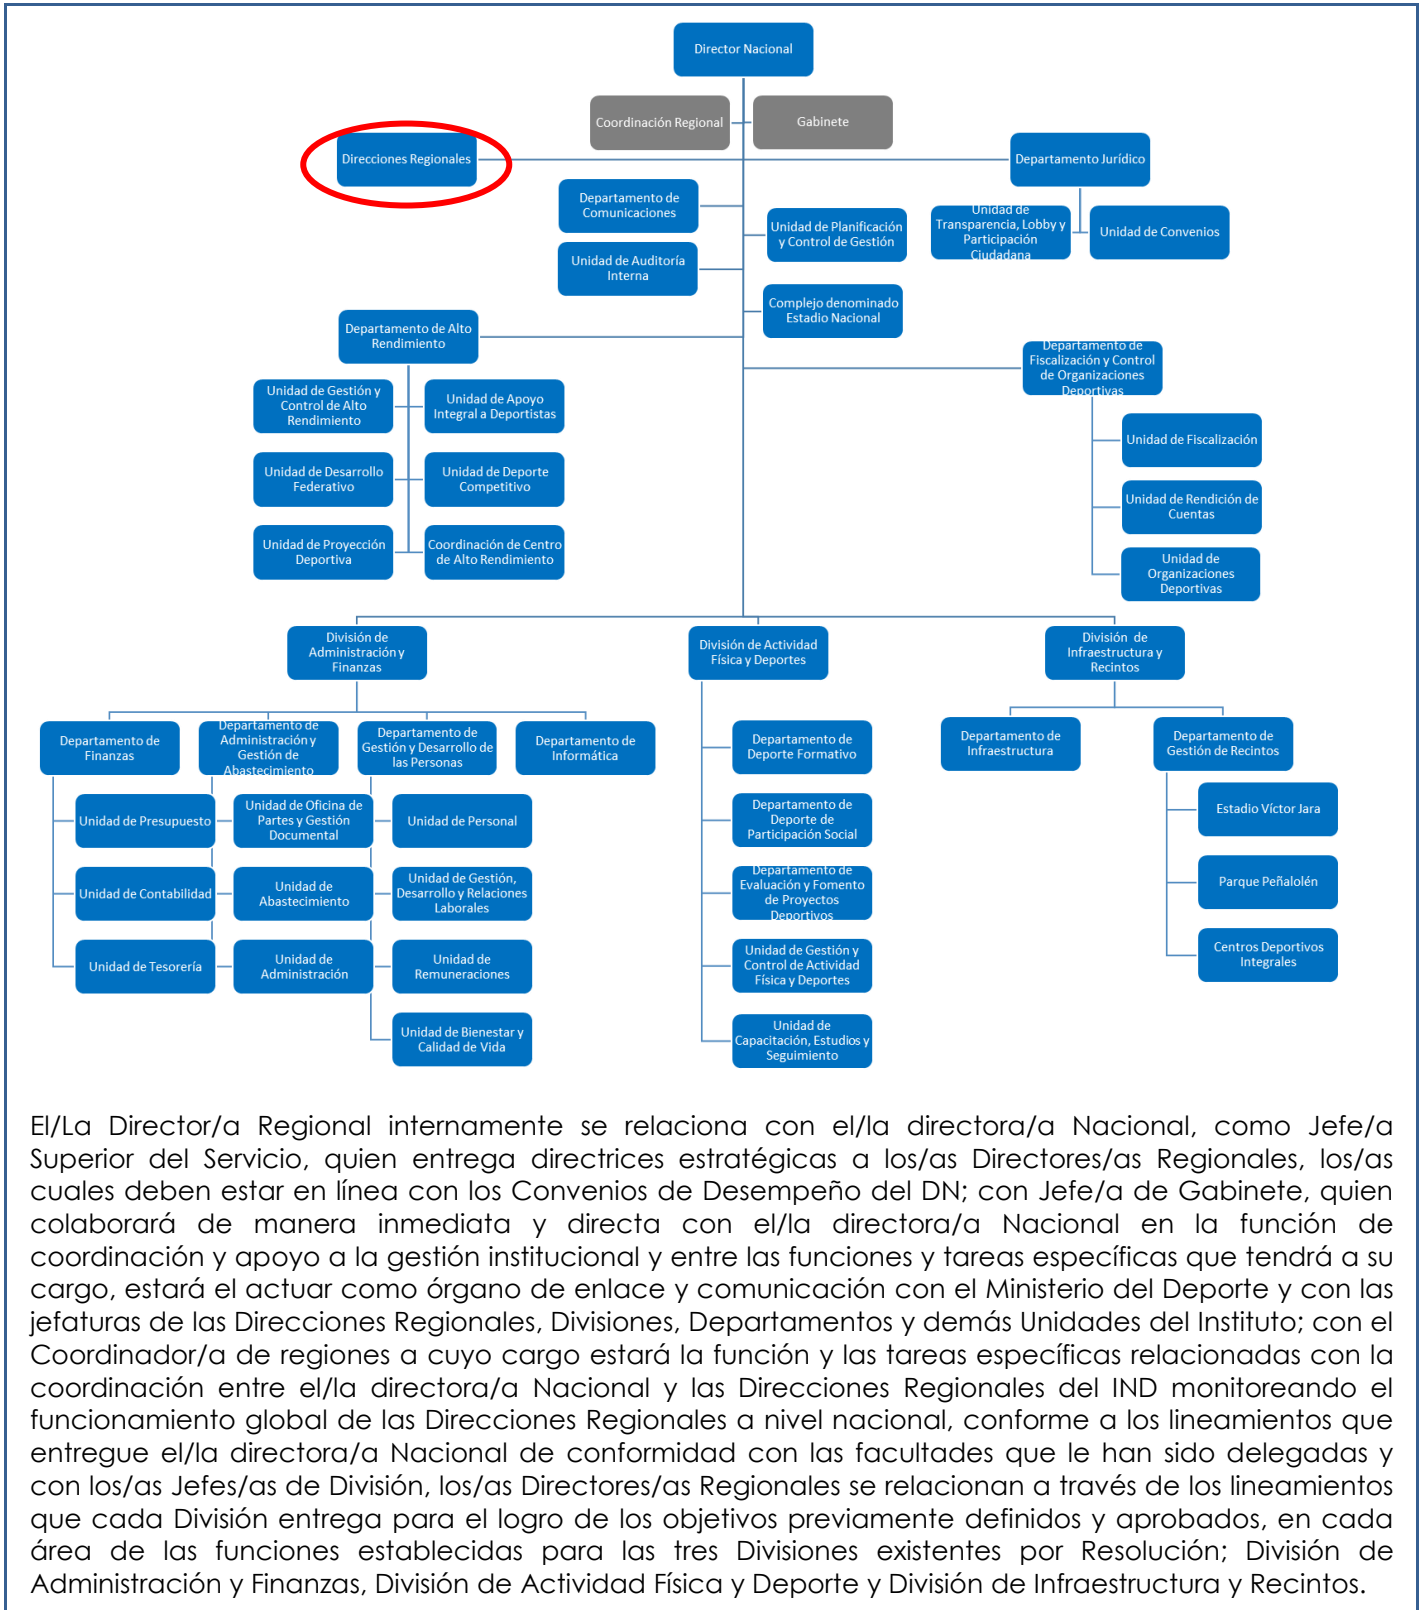 Director Nacional
Coordinación Regional
Gabinete
Direcciones Regionales
Departamento Jurídico
Departamento de
Comunicaciones
Unidad de Planificación
y Control de Gestión
Unidad de
Transparencia, Lobby y
Participación
Ciudadana
Unidad de Convenios
Unidad de Auditoría
Interna
Complejo denominado
Estadio Nacional
Departamento de Alto
Rendimiento
Departamento de
Fiscalización y Control
de Organizaciones
Deportivas
Unidad de Gestión y
Control de Alto
Rendimiento
Unidad de Apoyo
Integral a Deportistas
Unidad de Fiscalización
Unidad de Desarrollo
Federativo
Unidad de Deporte
Competitivo
Unidad de Rendición de
Cuentas
Unidad de Proyección
Deportiva
Coordinación de Centro
de Alto Rendimiento
Unidad de
Organizaciones
Deportivas
División de
Administración y
Finanzas
División de Actividad
Física y Deportes
División de
Infraestructura y
Recintos
Departamento de
Finanzas
Departamento de
Administración y
Gestión de
Abastecimiento
Departamento de
Gestión y Desarrollo de
las Personas
Departamento de
Informática
Departamento de
Deporte Formativo
Departamento de
Infraestructura
Departamento de
Gestión de Recintos
Unidad de Presupuesto
Unidad de Oficina de
Partes y Gestión
Documental
Unidad de Personal
Departamento de
Deporte de
Participación Social
Estadio Víctor Jara
Unidad de Contabilidad
Unidad de
Abastecimiento
Unidad de Gestión,
Desarrollo y Relaciones
Laborales
Departamento de
Evaluación y Fomento
de Proyectos
Deportivos
Parque Peñalolén
Unidad de Tesorería
Unidad de
Administración
Unidad de
Remuneraciones
Unidad de Gestión y
Control de Actividad
Física y Deportes
Centros Deportivos
Integrales
Unidad de Bienestar y
Calidad de Vida
Unidad de
Capacitación, Estudios y
Seguimiento
El/La Director/a Regional internamente se relaciona con el/la directora/a Nacional, como Jefe/a
Superior del Servicio, quien entrega directrices estratégicas a los/as Directores/as Regionales, los/as
cuales deben estar en línea con los Convenios de Desempeño del DN; con Jefe/a de Gabinete, quien
colaborará de manera inmediata y directa con el/la directora/a Nacional en la función de
coordinación y apoyo a la gestión institucional y entre las funciones y tareas específicas que tendrá a su
cargo, estará el actuar como órgano de enlace y comunicación con el Ministerio del Deporte y con las
jefaturas de las Direcciones Regionales, Divisiones, Departamentos y demás Unidades del Instituto; con el
Coordinador/a de regiones a cuyo cargo estará la función y las tareas específicas relacionadas con la
coordinación entre el/la directora/a Nacional y las Direcciones Regionales del IND monitoreando el
funcionamiento global de las Direcciones Regionales a nivel nacional, conforme a los lineamientos que
entregue el/la directora/a Nacional de conformidad con las facultades que le han sido delegadas y
con los/as Jefes/as de División, los/as Directores/as Regionales se relacionan a través de los lineamientos
que cada División entrega para el logro de los objetivos previamente definidos y aprobados, en cada
área de las funciones establecidas para las tres Divisiones existentes por Resolución; División de
Administración y Finanzas, División de Actividad Física y Deporte y División de Infraestructura y Recintos.